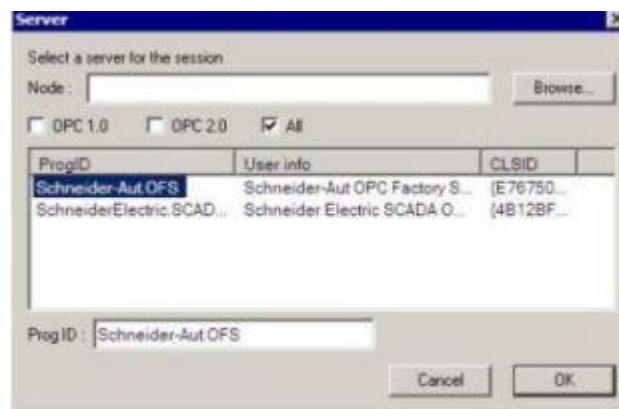 Server
Select a server for the session
Node :
Browse...
OPC 1.0 OPC 2.0 All
ProgID User info CLSID
Schneider-Aut.OFS Schneider-Aut OPC Factory S... {E76750...
SchneiderElectric.SCAD... Schneider Electric SCADA O... {4B12BF...
Prog ID : Schneider-Aut.OFS
Cancel OK